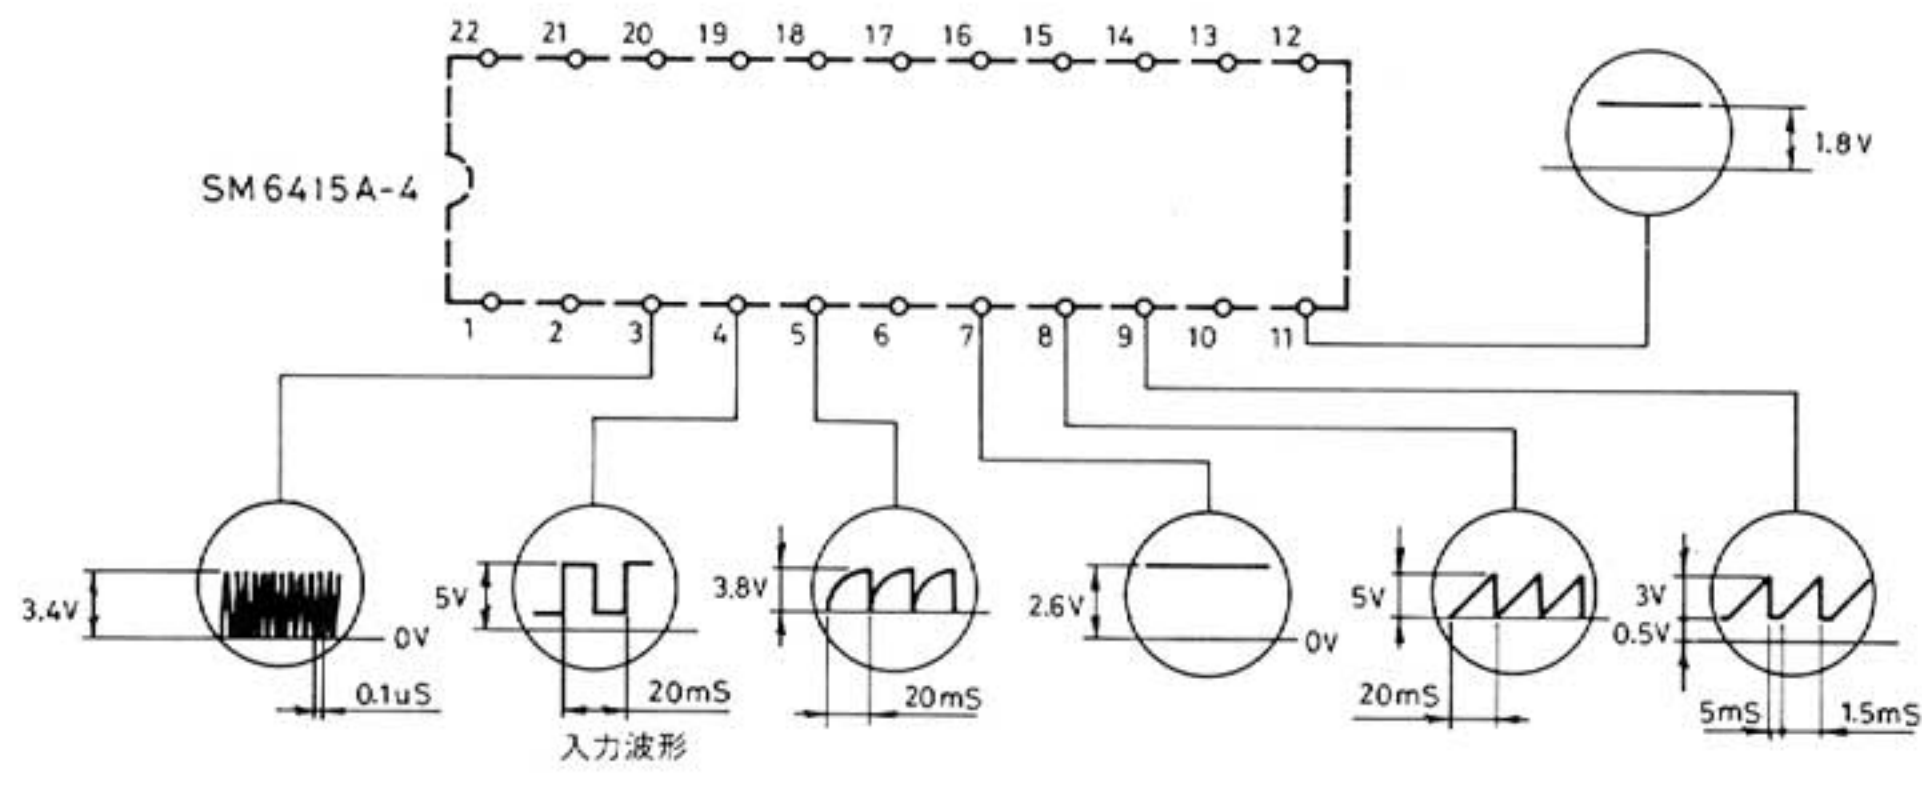 22 21 20 19 18 17 16 15 14 13 12
1.8V
SM6415A-4
1 2 3 4 5 6 7 8 9 10 11
3.4V
0V
0.1uS
5V
20mS
入力波形
3.8V
20mS
2.6V
0V
5V
20mS
3V
0.5V
5mS
1.5mS